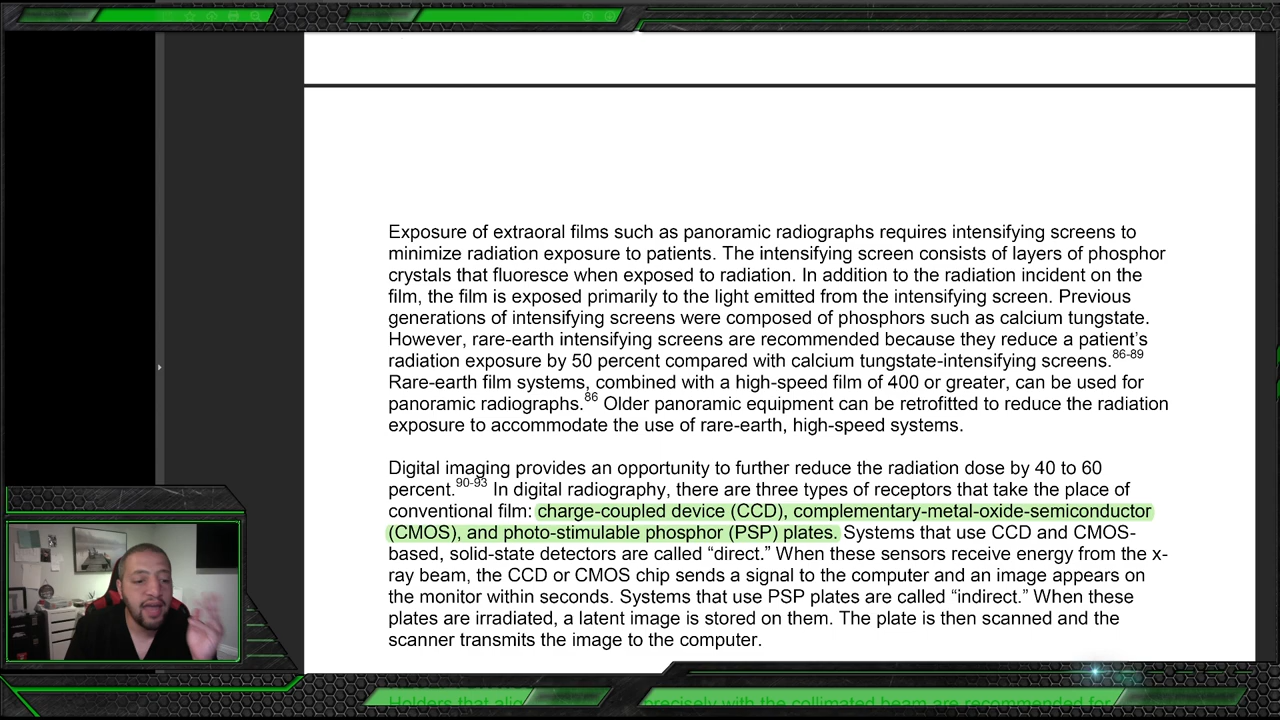 Exposure of extraoral films such as panoramic radiographs requires intensifying screens to
minimize radiation exposure to patients. The intensifying screen consists of layers of phosphor
crystals that fluoresce when exposed to radiation. In addition to the radiation incident on the
film, the film is exposed primarily to the light emitted from the intensifying screen. Previous
generations of intensifying screens were composed of phosphors such as calcium tungstate.
However, rare-earth intensifying screens are recommended because they reduce a patient’s
radiation exposure by 50 percent compared with calcium tungstate-intensifying screens.86-89
Rare-earth film systems, combined with a high-speed film of 400 or greater, can be used for
panoramic radiographs.86 Older panoramic equipment can be retrofitted to reduce the radiation
exposure to accommodate the use of rare-earth, high-speed systems.
Digital imaging provides an opportunity to further reduce the radiation dose by 40 to 60
percent.90-93 In digital radiography, there are three types of receptors that take the place of
conventional film: charge-coupled device (CCD), complementary-metal-oxide-semiconductor
(CMOS), and photo-stimulable phosphor (PSP) plates. Systems that use CCD and CMOS-
based, solid-state detectors are called “direct.” When these sensors receive energy from the x-
ray beam, the CCD or CMOS chip sends a signal to the computer and an image appears on
the monitor within seconds. Systems that use PSP plates are called “indirect.” When these
plates are irradiated, a latent image is stored on them. The plate is then scanned and the
scanner transmits the image to the computer.
Holders that precisely with the collimated beam are recommended for